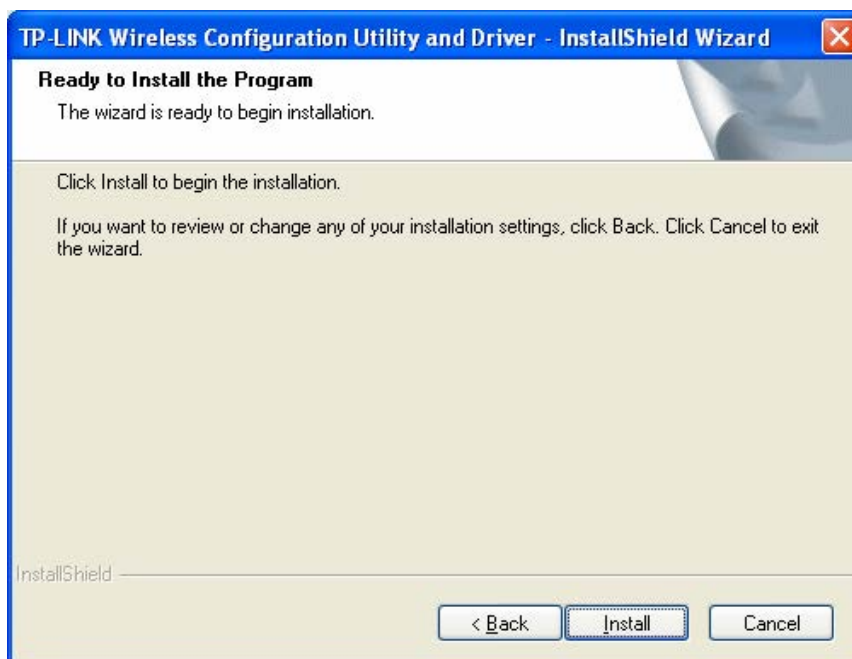 TP-LINK Wireless Configuration Utility and Driver - InstallShield Wizard
Ready to Install the Program
The wizard is ready to begin installation.
Click Install to begin the installation.
If you want to review or change any of your installation settings, click Back. Click Cancel to exit
the wizard.
InstallShield
< Back
Install
Cancel